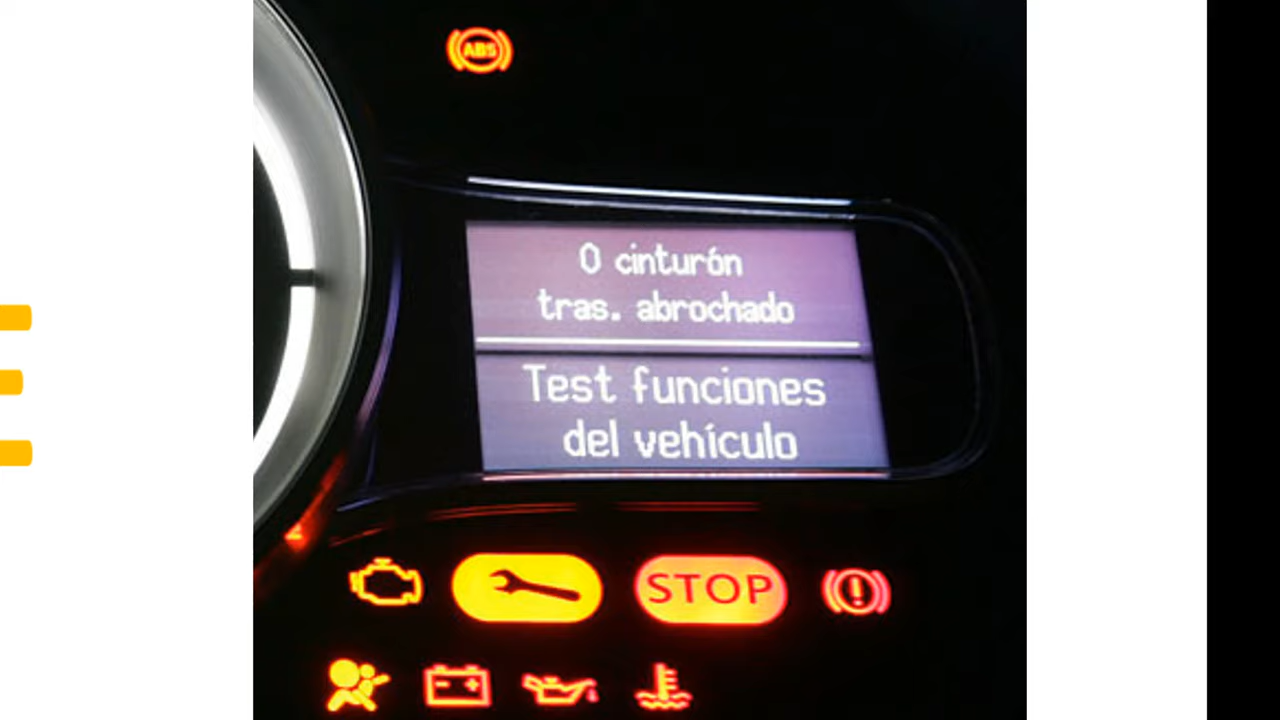 ABS
0 cinturón
tras. abrochado
Test funciones
del vehículo
STOP